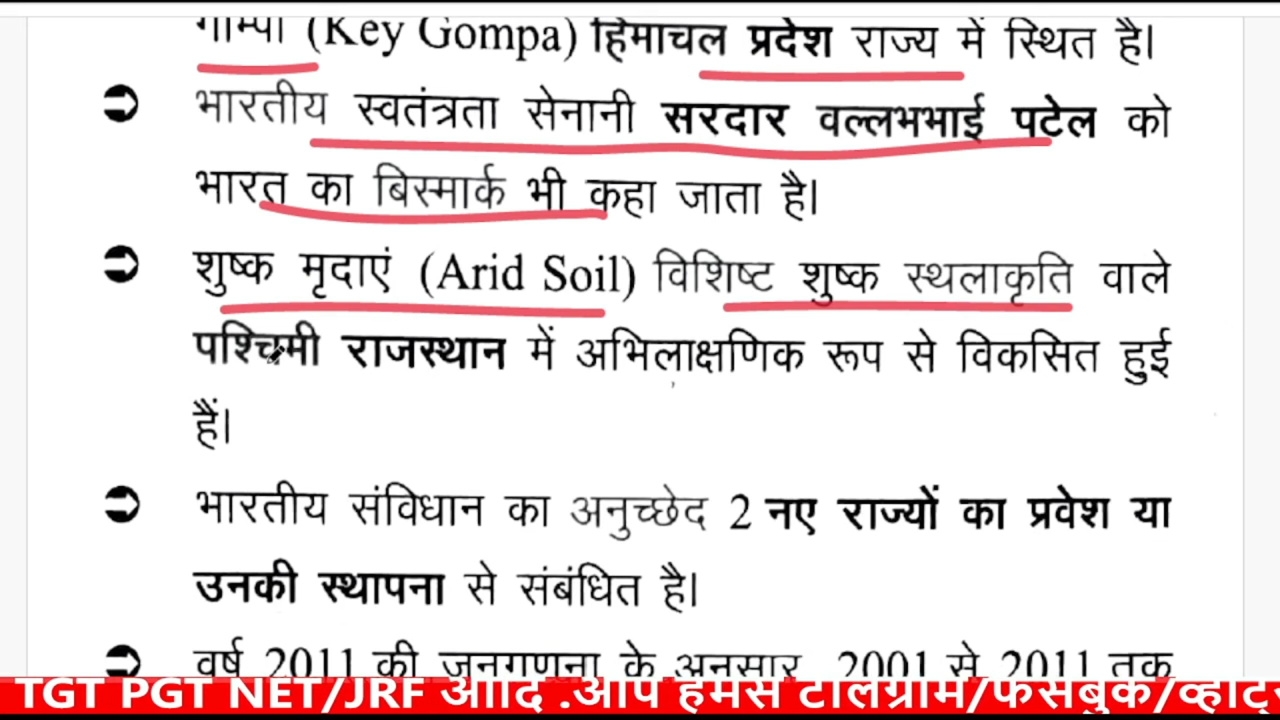 गोम्पा (Key Gompa) हिमाचल प्रदेश राज्य में स्थित है।
भारतीय स्वतंत्रता सेनानी सरदार वल्लभभाई पटेल को
भारत का बिस्मार्क भी कहा जाता है।
शुष्क मृदाएं (Arid Soil) विशिष्ट शुष्क स्थलाकृति वाले
पश्चिमी राजस्थान में अभिलाक्षणिक रूप से विकसित हुई
हैं।
भारतीय संविधान का अनुच्छेद 2 नए राज्यों का प्रवेश या
उनकी स्थापना से संबंधित है।
वर्ष 2011 की जनगणना के अनुसार, 2001 से 2011 तक
TGT PGT NET/JRF आदि .आप हमसे टेलिग्राम/फेसबुक/व्हाट्स